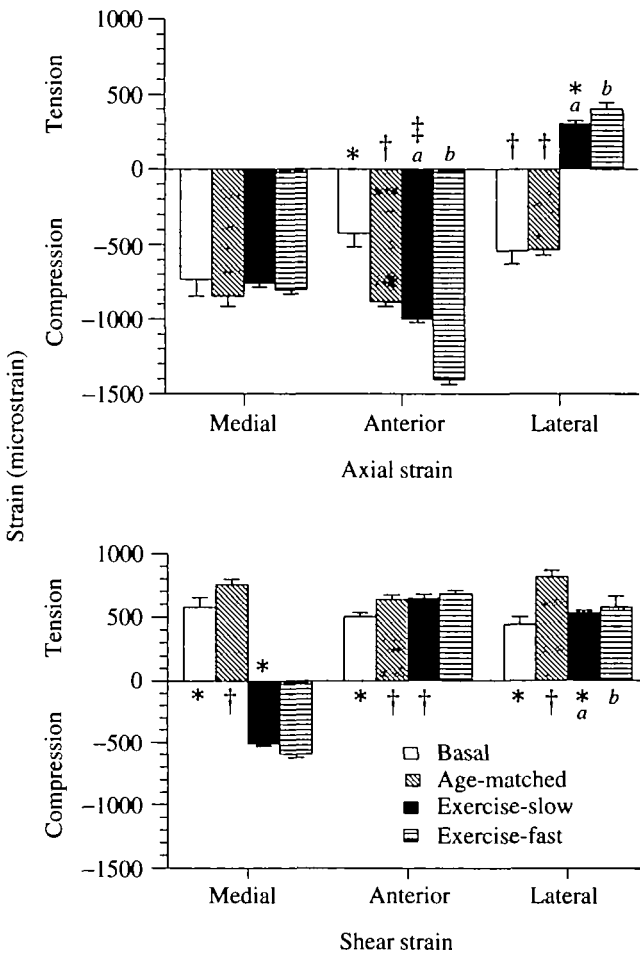 Strain (microstrain)
Tension
Compression
1000
500
0
−500
−1000
−1500
* † ‡ a b
† † * a b
Medial Anterior Lateral
Axial strain
Tension
Compression
1000
500
0
−500
−1000
−1500
*
* † * † † * † * b
a
Basal
Age-matched
Exercise-slow
Exercise-fast
Medial Anterior Lateral
Shear strain